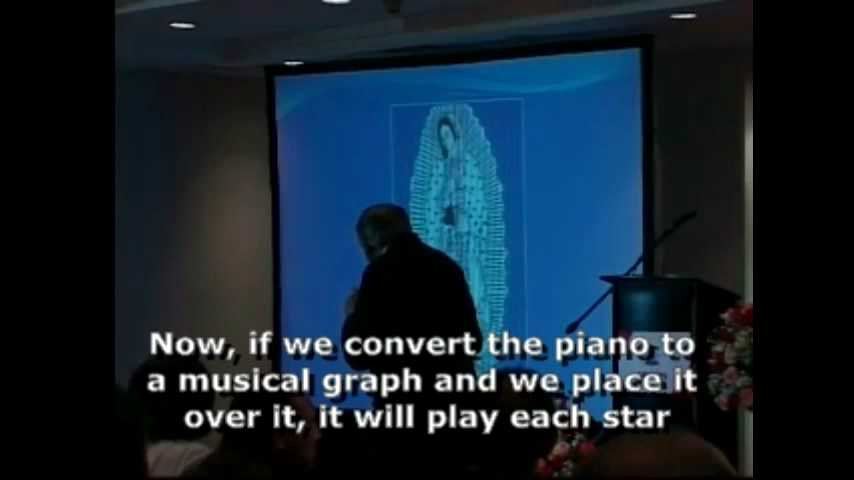 Now, if we convert the piano to
a musical graph and we place it
over it, it will play each star